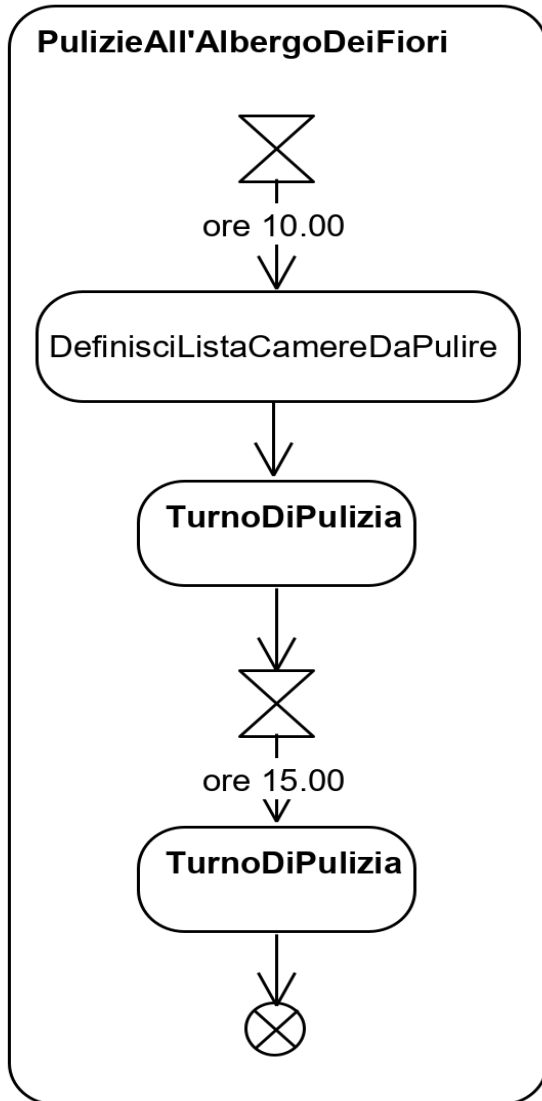 PulizieAll'AlbergoDeiFiori
ore 10.00
DefinisciListaCamereDaPulire
TurnoDiPulizia
ore 15.00
TurnoDiPulizia